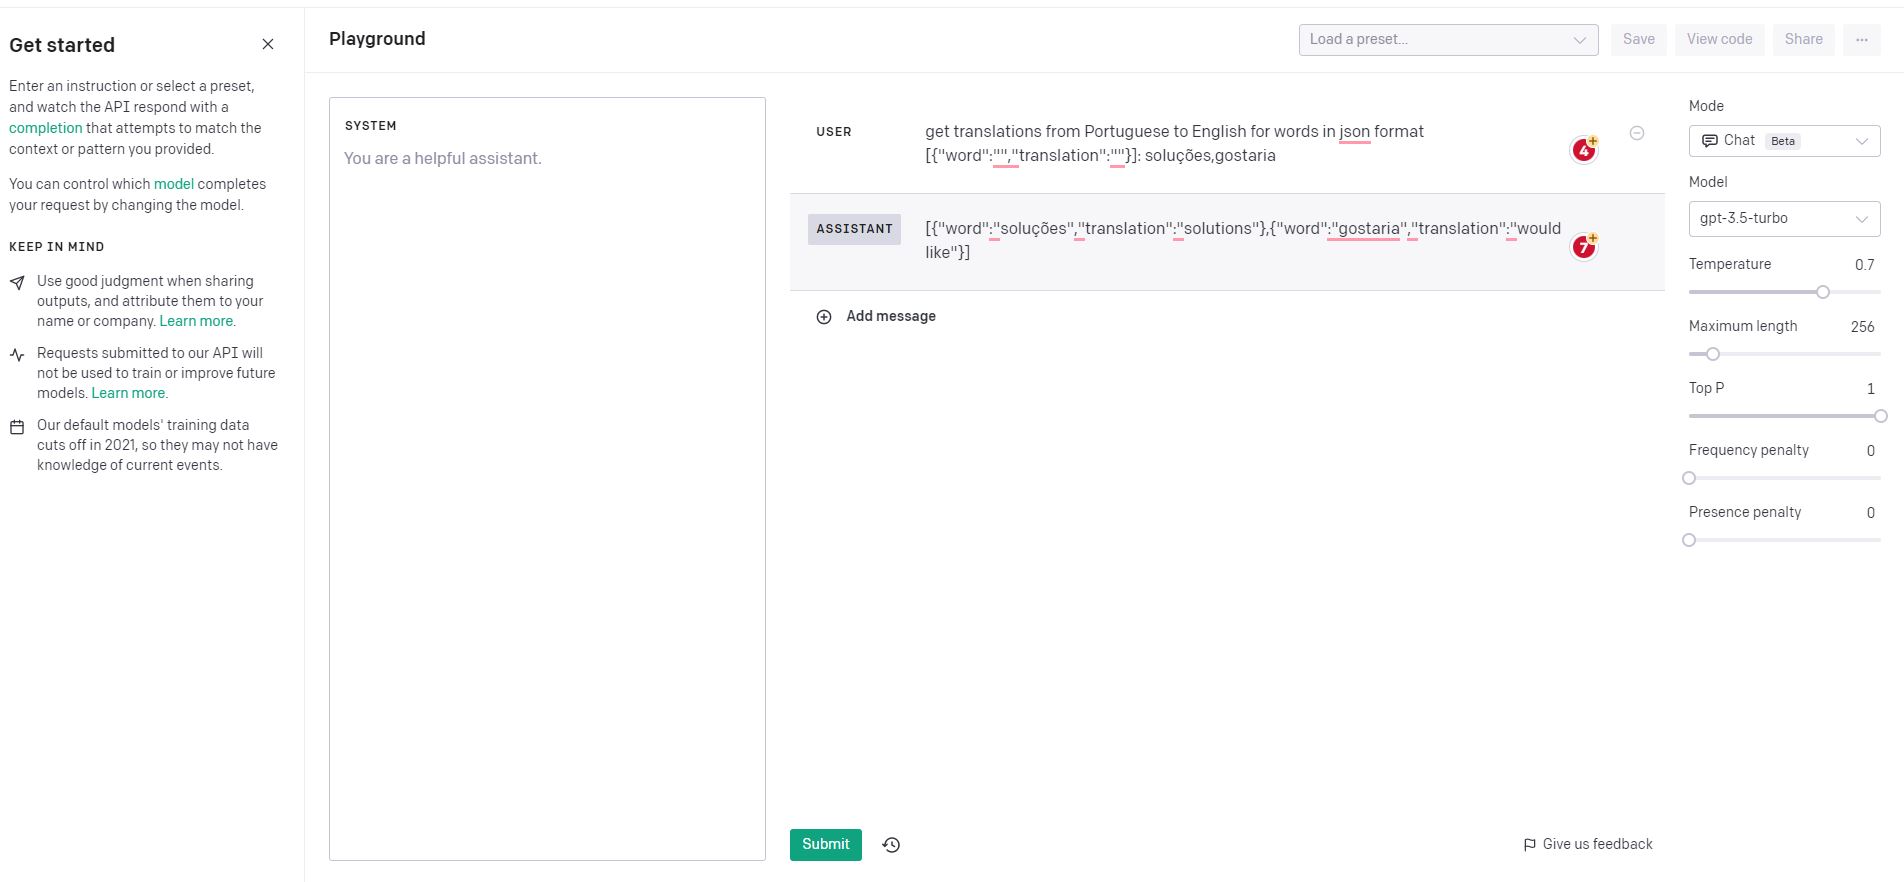 Get started
Enter an instruction or select a preset,
and watch the API respond with a
completion that attempts to match the
context or pattern you provided.
You can control which model completes
your request by changing the model.
KEEP IN MIND
Use good judgment when sharing
outputs, and attribute them to your
name or company. Learn more.
Requests submitted to our API will
not be used to train or improve future
models. Learn more.
Our default models' training data
cuts off in 2021, so they may not have
knowledge of current events.
Playground
Load a preset...
Save
View code
Share
...
SYSTEM
You are a helpful assistant.
USER
get translations from Portuguese to English for words in json format
[{"word":"","translation":""}]: soluções,gostaria
4
ASSISTANT
[{"word":"soluções","translation":"solutions"},{"word":"gostaria","translation":"would
like"}]
7
Add message
Submit
Give us feedback
Mode
Chat Beta
Model
gpt-3.5-turbo
Temperature 0.7
Maximum length 256
Top P 1
Frequency penalty 0
Presence penalty 0